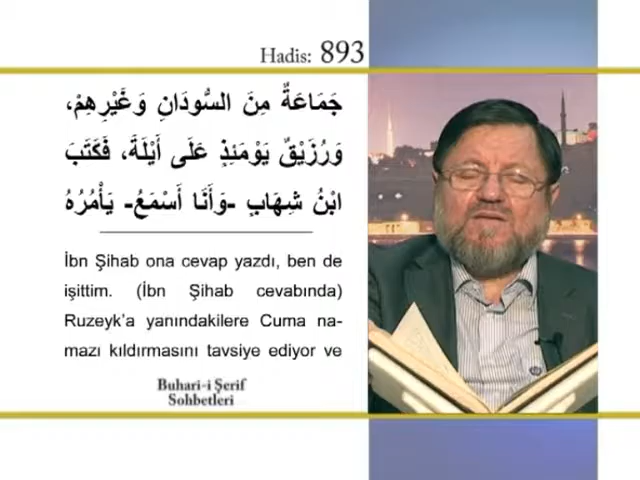 Hadis: 893
جَمَاعَةٌ مِنَ السُّودَانِ وَغَيْرِهِمْ،
وَرُزَيْقٌ يَوْمَئِذٍ عَلَى أَيْلَةَ، فَكَتَبَ
ابْنُ شِهَابٍ -وَأَنَا أَسْمَعُ- يَأْمُرُهُ
İbn Şihab ona cevap yazdı, ben de
işittim. (İbn Şihab cevabında)
Ruzeyk’a yanındakilere Cuma na-
mazı kıldırmasını tavsiye ediyor ve
Buhari-i Şerif
Sohbetleri